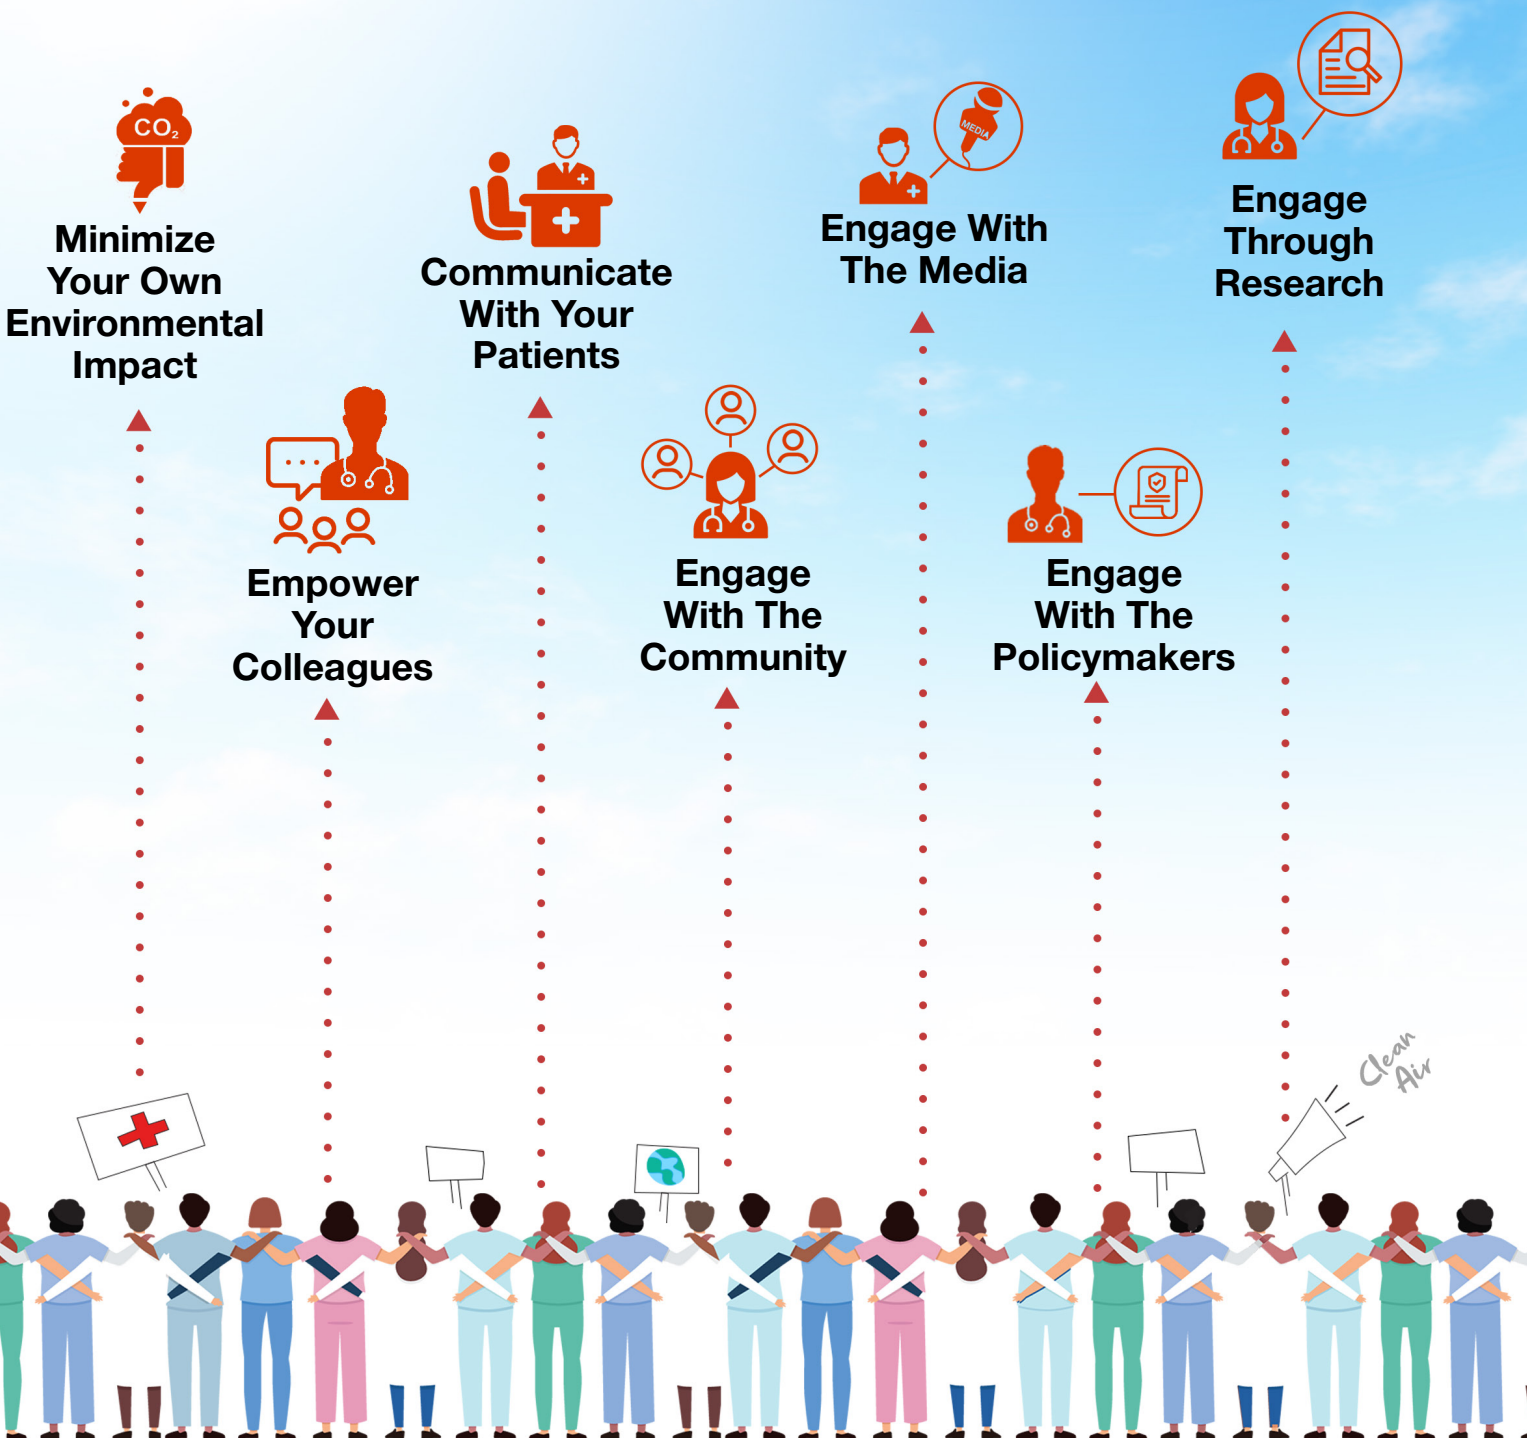 CO₂
Minimize
Your Own
Environmental
Impact
Empower
Your
Colleagues
Communicate
With Your
Patients
Engage
With The
Community
MEDIA
Engage With
The Media
Engage
With The
Policymakers
Engage
Through
Research
Clean
Air